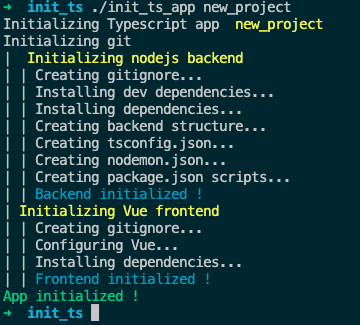 ➜  init_ts ./init_ts_app new_project
Initializing Typescript app  new_project
Initializing git
|  Initializing nodejs backend
| | Creating gitignore...
| | Installing dev dependencies...
| | Installing dependencies...
| | Creating backend structure...
| | Creating tsconfig.json...
| | Creating nodemon.json...
| | Creating package.json scripts...
| | Backend initialized !
| Initializing Vue frontend
| | Creating gitignore...
| | Configuring Vue...
| | Installing dependencies...
| | Frontend initialized !
App initialized !
➜  init_ts